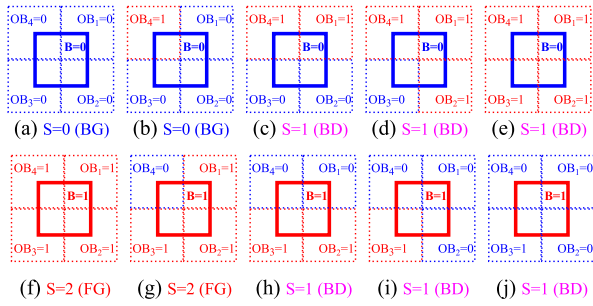 OB4=0 OB1=0 OB4=1 OB1=0 OB4=1 OB1=1 OB4=1 OB1=1 OB4=1 OB1=1
B=0 B=0 B=0 B=0 B=0
OB3=0 OB2=0 OB3=0 OB2=0 OB3=0 OB2=0 OB3=0 OB2=1 OB3=1 OB2=1
(a) S=0 (BG) (b) S=0 (BG) (c) S=1 (BD) (d) S=1 (BD) (e) S=1 (BD)
OB4=1 OB1=1 OB4=0 OB1=1 OB4=0 OB1=0 OB4=0 OB1=0 OB4=0 OB1=0
B=1 B=1 B=1 B=1 B=1
OB3=1 OB2=1 OB3=1 OB2=1 OB3=1 OB2=1 OB3=1 OB2=0 OB3=0 OB2=0
(f) S=2 (FG) (g) S=2 (FG) (h) S=1 (BD) (i) S=1 (BD) (j) S=1 (BD)